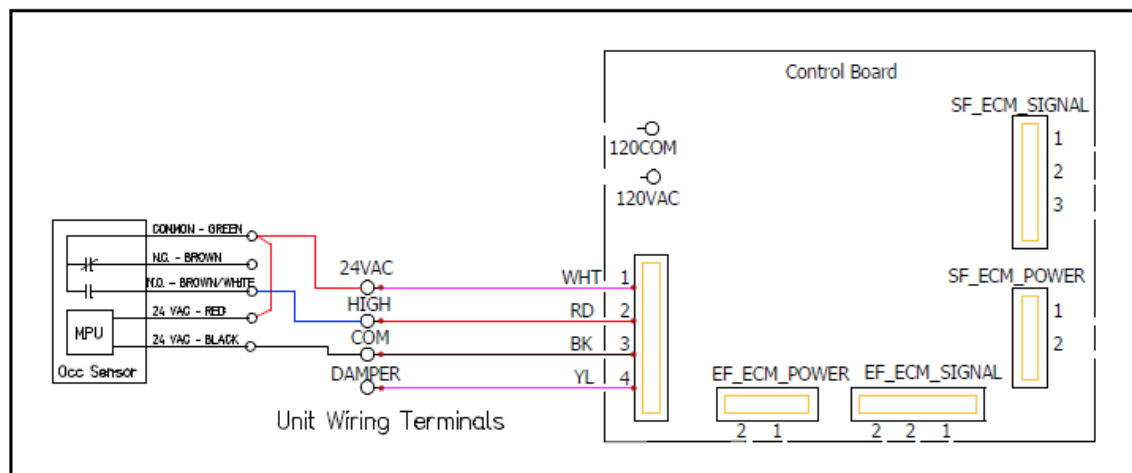 Control Board
SF_ECM_SIGNAL
1
2
3
120COM
120VAC
COMMON - GREEN
N.C. - BROWN
N.O. - BROWN/WHITE
24 VAC - RED
24 VAC - BLACK
MPU
Occ Sensor
24VAC
HIGH
COM
DAMPER
Unit Wiring Terminals
WHT 1
RD 2
BK 3
YL 4
SF_ECM_POWER
1
2
EF_ECM_POWER
2 1
EF_ECM_SIGNAL
2 2 1